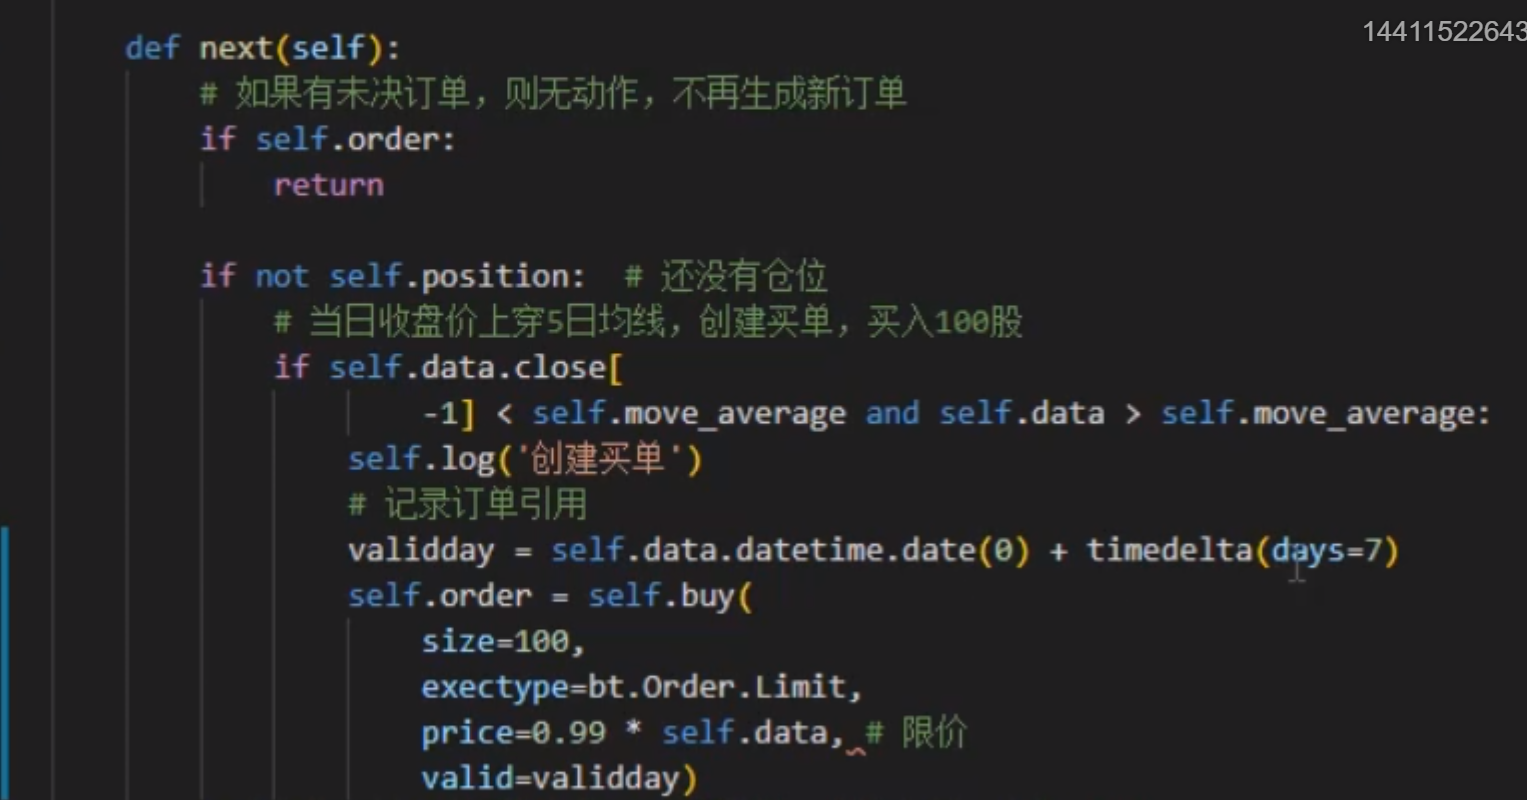 14411522643
def next(self):
# 如果有未决订单，则无动作，不再生成新订单
if self.order:
return
if not self.position:  # 还没有仓位
# 当日收盘价上穿5日均线，创建买单，买入100股
if self.data.close[
-1] < self.move_average and self.data > self.move_average:
self.log('创建买单')
# 记录订单引用
validday = self.data.datetime.date(0) + timedelta(days=7)
self.order = self.buy(
size=100,
exectype=bt.Order.Limit,
price=0.99 * self.data, # 限价
valid=validday)